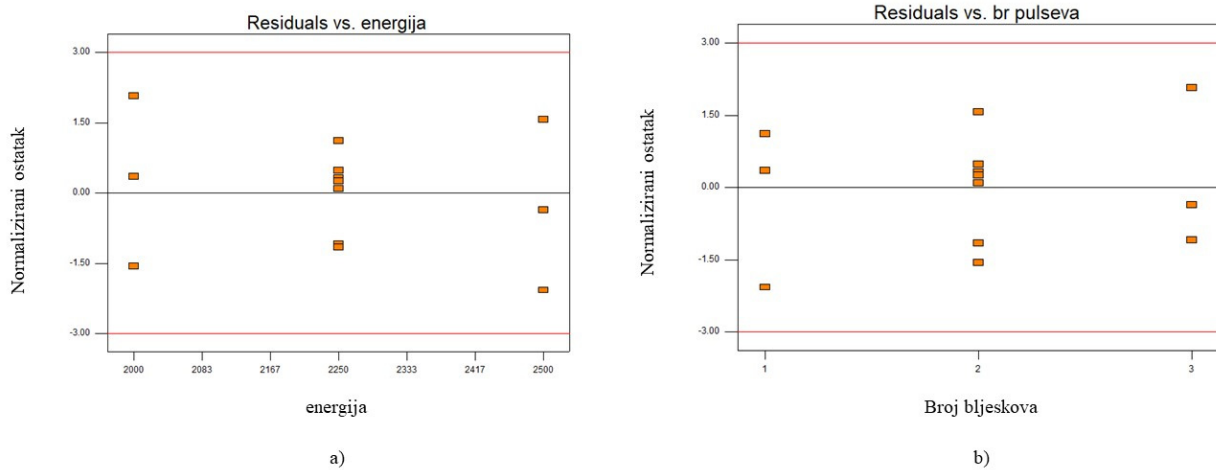 Residuals vs. energija
3.00
1.50
0.00
-1.50
-3.00
Normalizirani ostatak
2000 2083 2167 2250 2333 2417 2500
energija
a)
Residuals vs. br pulseva
3.00
1.50
0.00
-1.50
-3.00
Normalizirani ostatak
1 2 3
Broj bljeskova
b)